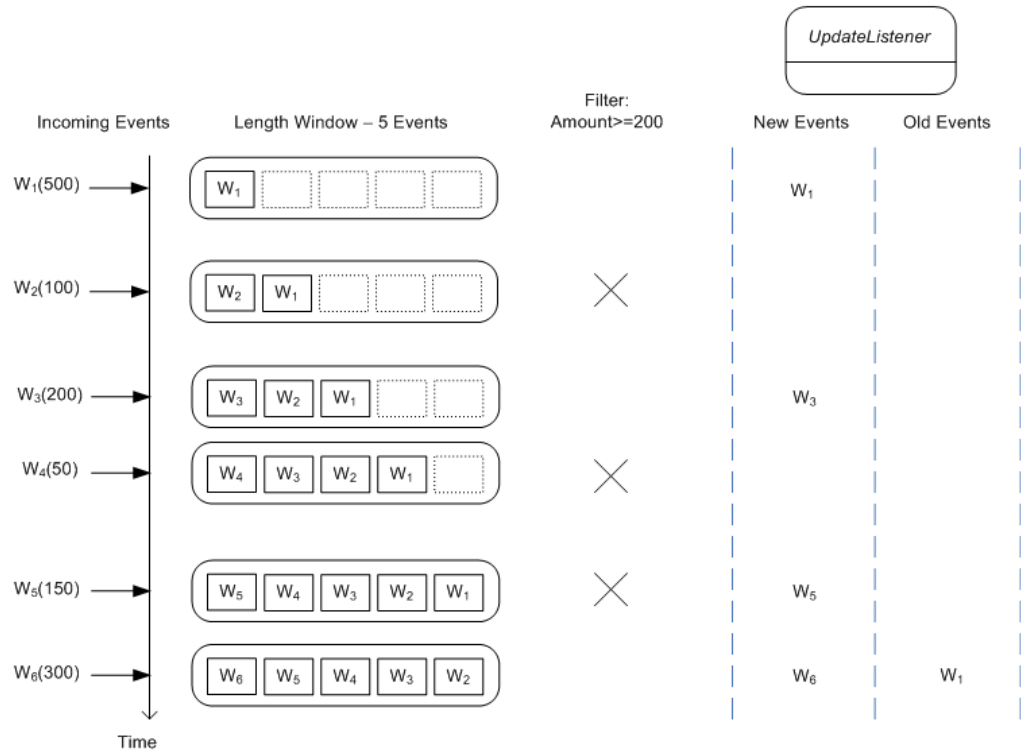 UpdateListener
Filter:
Incoming Events Length Window – 5 Events Amount>=200 New Events Old Events
W₁(500) W₁ W₁
W₂(100) W₂ W₁
W₃(200) W₃ W₂ W₁ W₃
W₄(50) W₄ W₃ W₂ W₁
W₅(150) W₅ W₄ W₃ W₂ W₁ W₅
W₆(300) W₆ W₅ W₄ W₃ W₂ W₆ W₁
Time